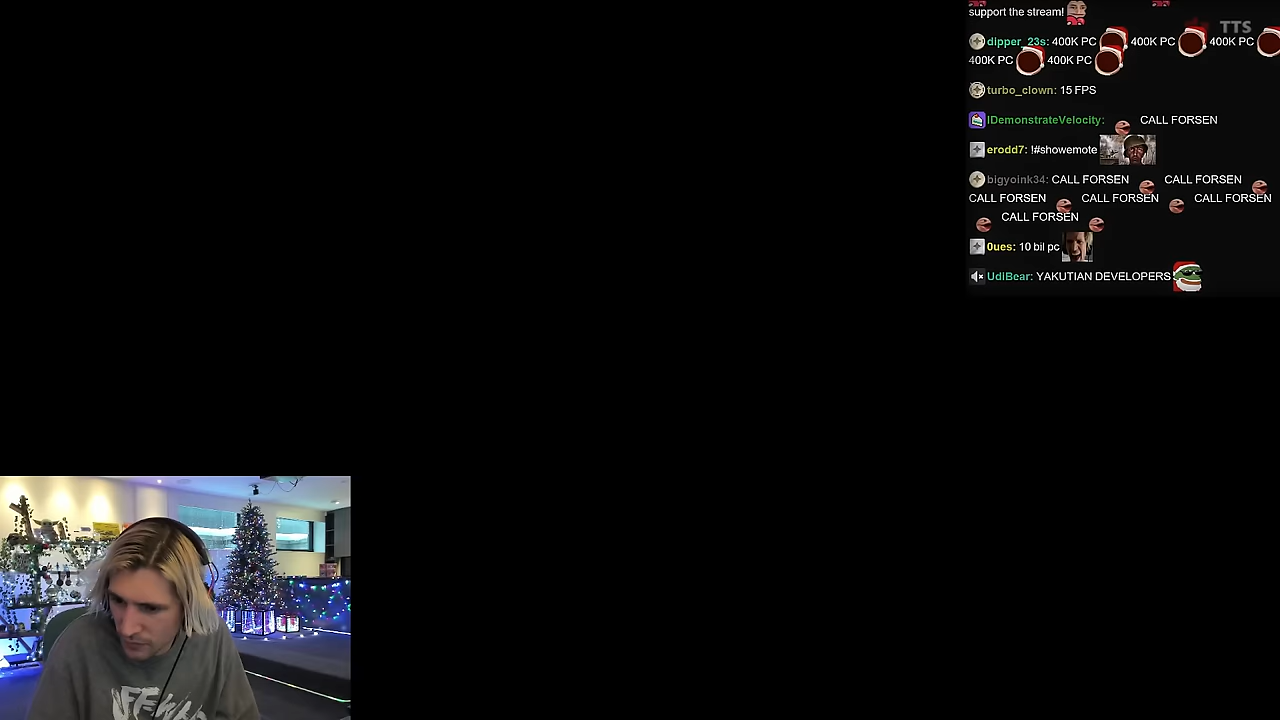 support the stream!
TTS
dipper_23s: 400K PC 400K PC 400K PC
400K PC 400K PC
turbo_clown: 15 FPS
IDemonstrateVelocity: CALL FORSEN
erodd7: !#showemote
bigyoink34: CALL FORSEN CALL FORSEN
CALL FORSEN CALL FORSEN CALL FORSEN
CALL FORSEN
0ues: 10 bil pc
UdiBear: YAKUTIAN DEVELOPERS